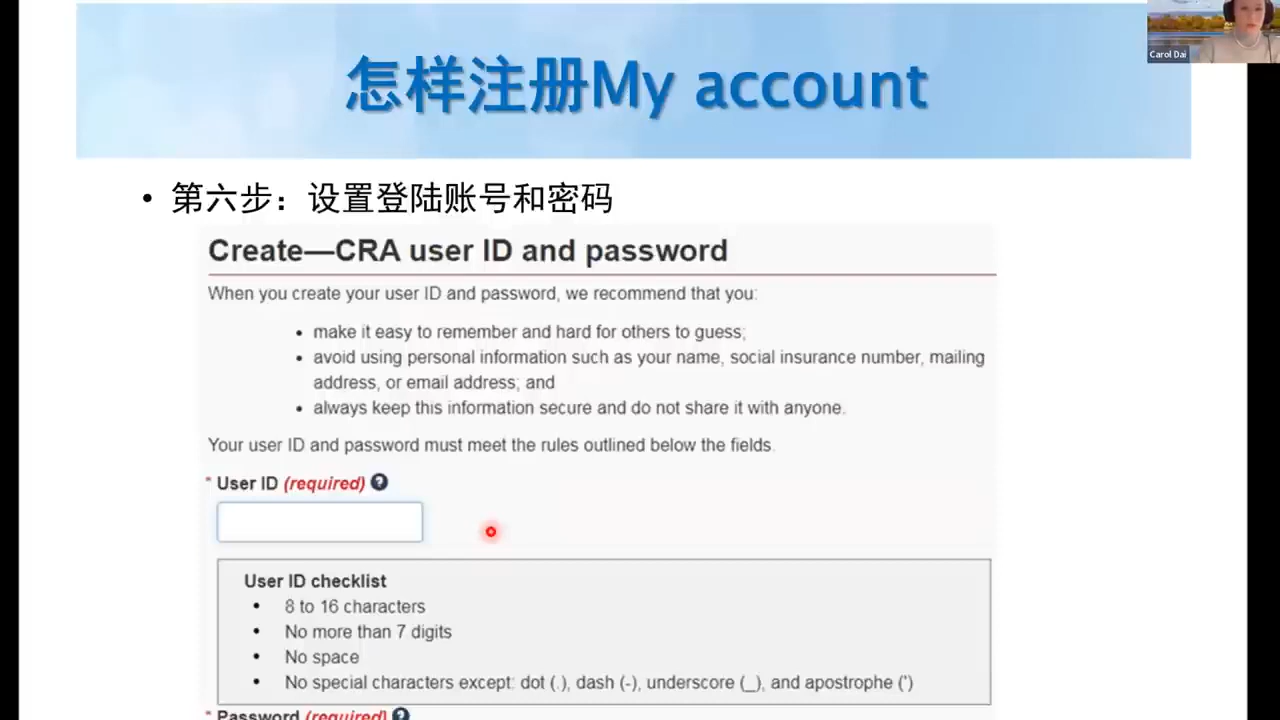 怎样注册My account
Carol Dai
• 第六步：设置登陆账号和密码
Create—CRA user ID and password
When you create your user ID and password, we recommend that you:
• make it easy to remember and hard for others to guess;
• avoid using personal information such as your name, social insurance number, mailing
address, or email address; and
• always keep this information secure and do not share it with anyone.
Your user ID and password must meet the rules outlined below the fields.
* User ID (required) ?
User ID checklist
• 8 to 16 characters
• No more than 7 digits
• No space
• No special characters except: dot (.), dash (-), underscore (_), and apostrophe (')
* Password (required) ?